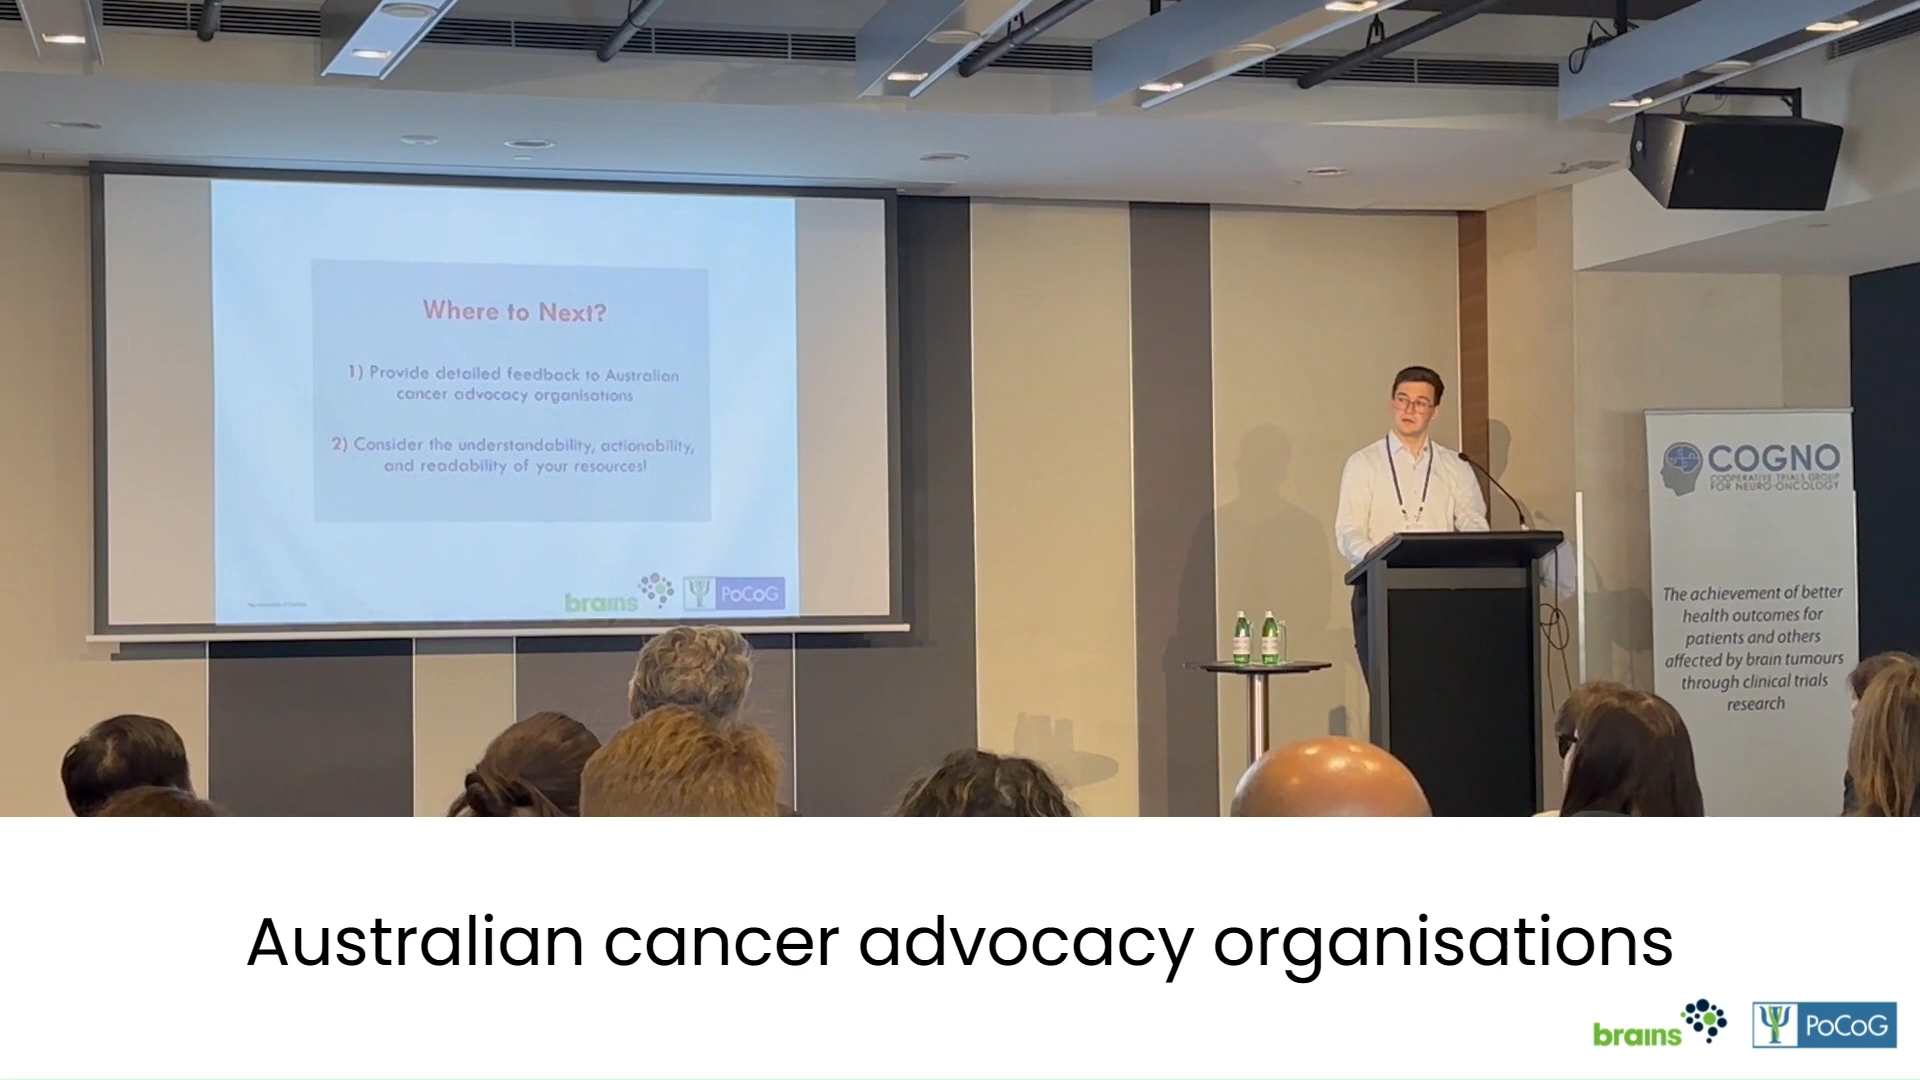 Where to Next?
1) Provide detailed feedback to Australian
cancer advocacy organisations
2) Consider the understandability, actionability,
and readability of your resources!
brains
PoCoG
COGNO
COOPERATIVE TRIALS GROUP
FOR NEURO-ONCOLOGY
The achievement of better
health outcomes for
patients and others
affected by brain tumours
through clinical trials
research
Australian cancer advocacy organisations
brains
PoCoG